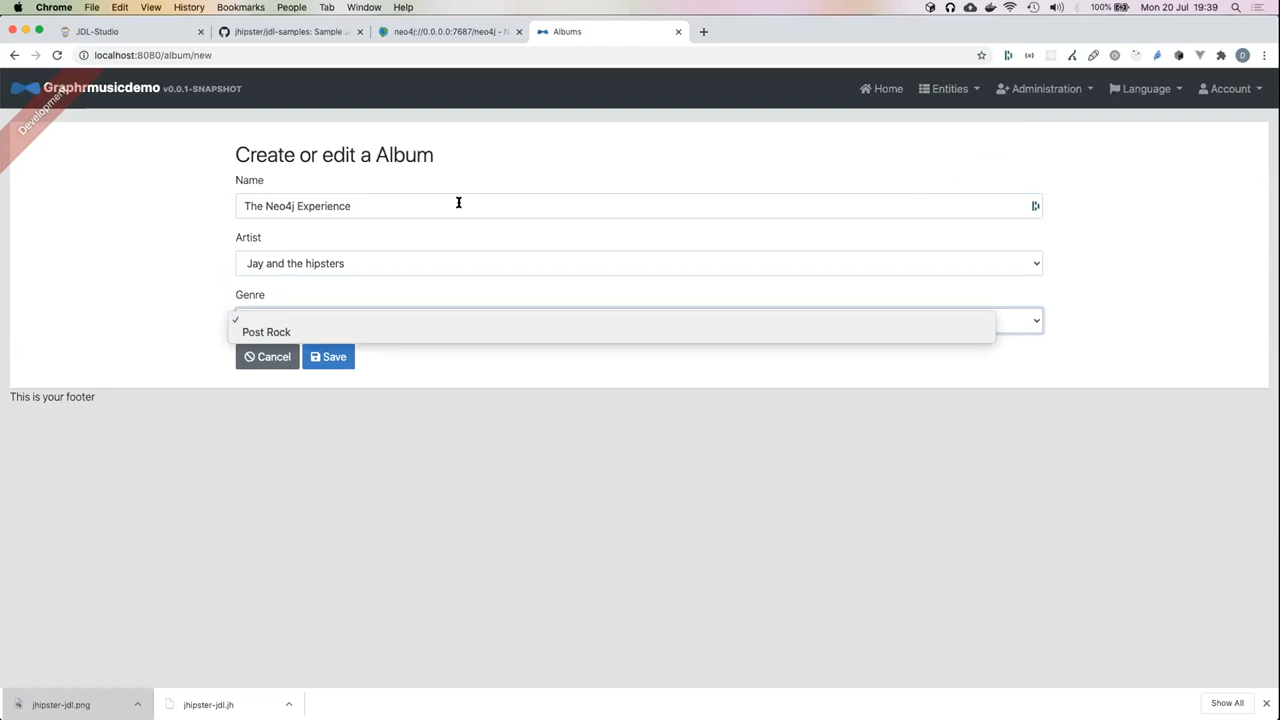 Chrome File Edit View History Bookmarks People Tab Window Help 100% Mon 20 Jul 19:39
JDL-Studio jhipster/jdl-samples: Sample neo4j://0.0.0.0:7687/neo4j - N Albums
localhost:8080/album/new
Development
Graphrmusicdemo v0.0.1-SNAPSHOT Home Entities Administration Language Account
Create or edit a Album
Name
The Neo4j Experience
Artist
Jay and the hipsters
Genre
Post Rock
Cancel Save
This is your footer
jhipster-jdl.png jhipster-jdl.jh Show All